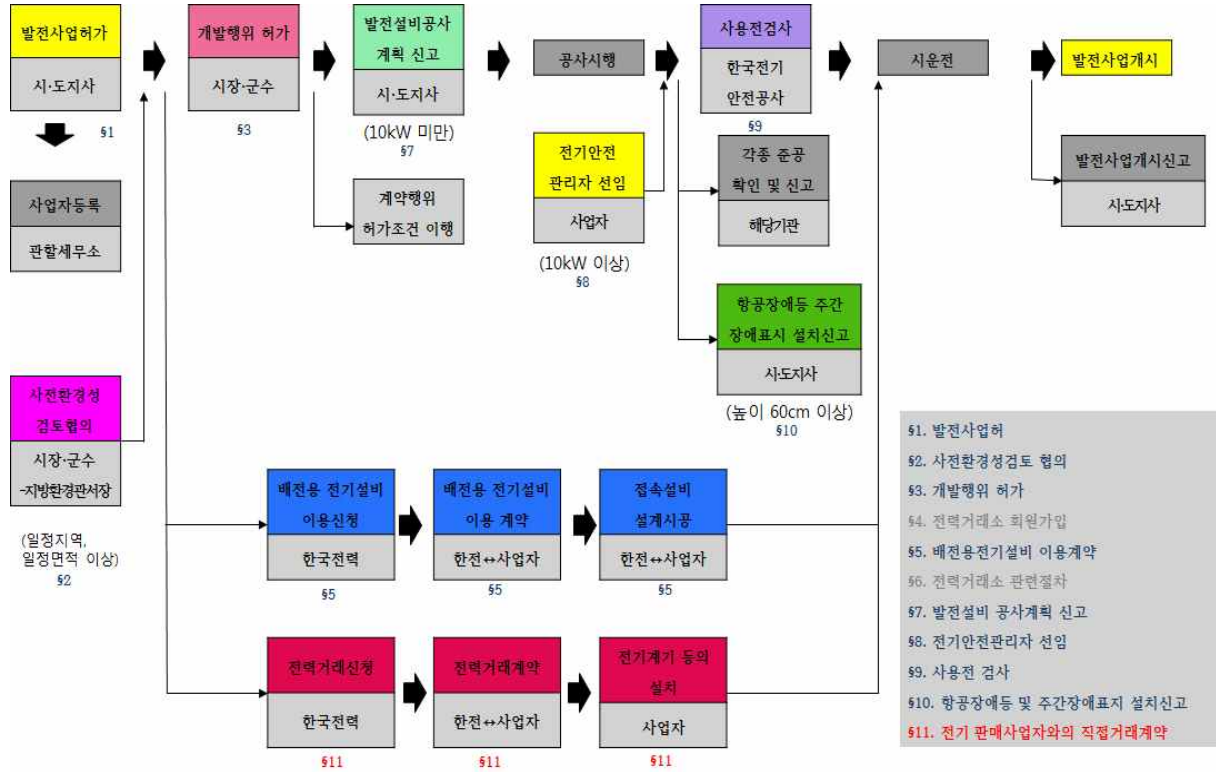 발전사업허가
시·도지사
§1
개발행위 허가
시장·군수
§3
발전설비공사
계획 신고
시·도지사
(10kW 미만)
§7
공사시행
사용전검사
한국전기
안전공사
§9
시운전
발전사업개시
사업자등록
관할세무소
계약행위
허가조건 이행
전기안전
관리자 선임
사업자
(10kW 이상)
§8
각종 준공
확인 및 신고
해당기관
발전사업개시신고
시·도지사
항공장애등 주간
장애표시 설치신고
시·도지사
(높이 60cm 이상)
§10
사전환경성
검토협의
시장·군수
-지방환경관서장
(일정지역,
일정면적 이상)
§2
배전용 전기설비
이용신청
한국전력
§5
배전용 전기설비
이용 계약
한전↔사업자
§5
접속설비
설계시공
한전↔사업자
§5
전력거래신청
한국전력
§11
전력거래계약
한전↔사업자
§11
전기계기 등의
설치
사업자
§11
§1. 발전사업허
§2. 사전환경성검토 협의
§3. 개발행위 허가
§4. 전력거래소 회원가입
§5. 배전용전기설비 이용계약
§6. 전력거래소 관련절차
§7. 발전설비 공사계획 신고
§8. 전기안전관리자 선임
§9. 사용전 검사
§10. 항공장애등 및 주간장애표지 설치신고
§11. 전기 판매사업자와의 직접거래계약